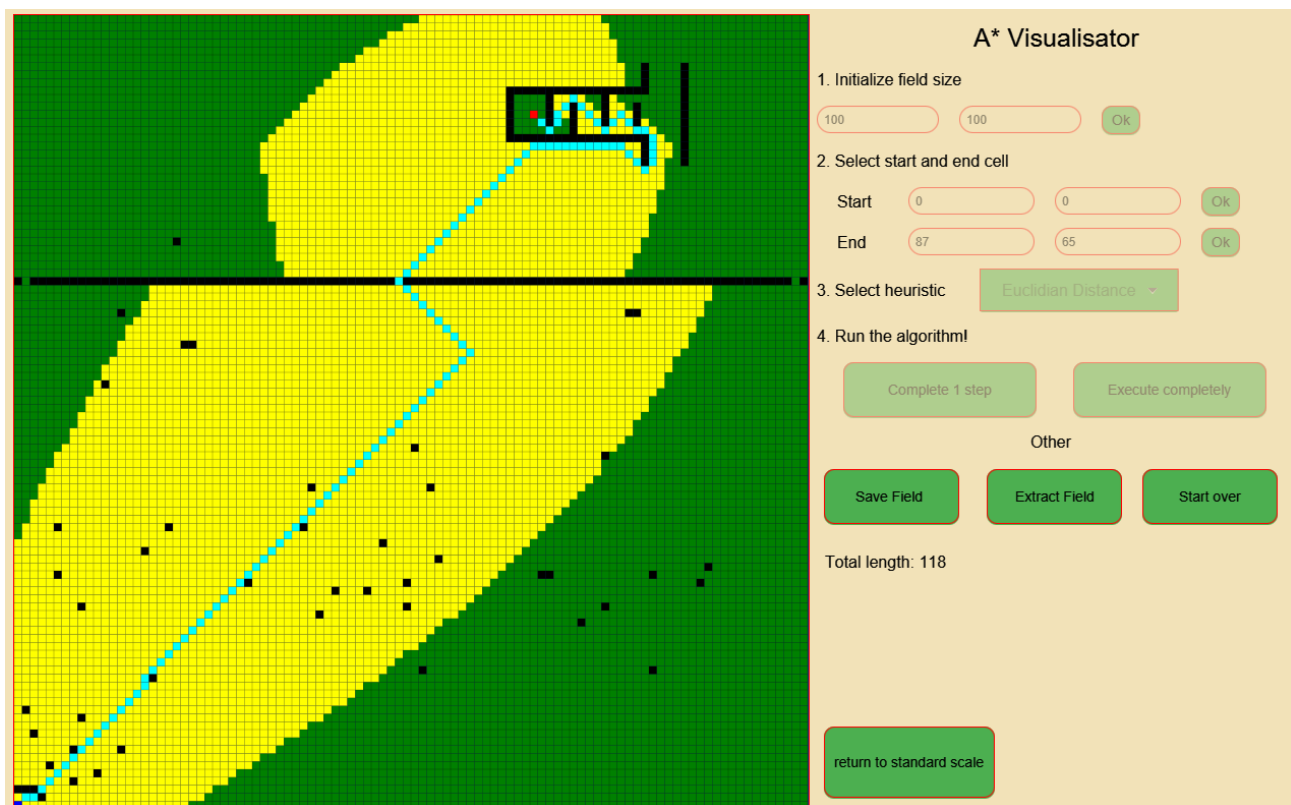 A* Visualisator
1. Initialize field size
100 100 Ok
2. Select start and end cell
Start 0 0 Ok
End 87 65 Ok
3. Select heuristic Euclidian Distance
4. Run the algorithm!
Complete 1 step Execute completely
Other
Save Field Extract Field Start over
Total length: 118
return to standard scale